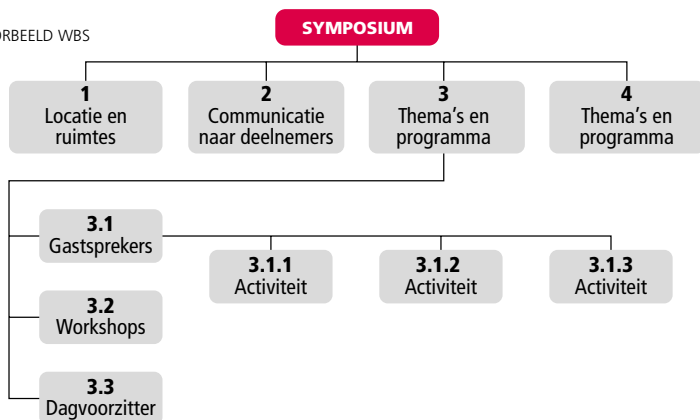 ORBEELD WBS
SYMPOSIUM
1
Locatie en
ruimtes
2
Communicatie
naar deelnemers
3
Thema's en
programma
4
Thema's en
programma
3.1
Gastsprekers
3.1.1
Activiteit
3.1.2
Activiteit
3.1.3
Activiteit
3.2
Workshops
3.3
Dagvoorzitter